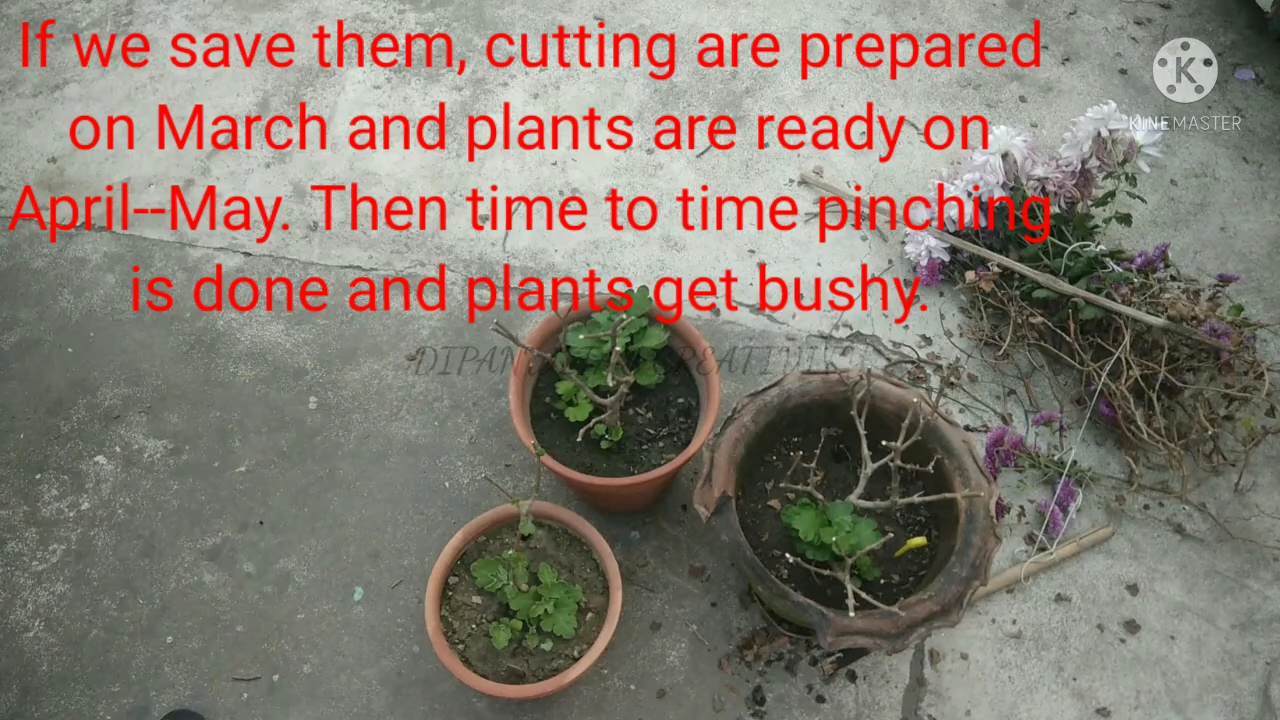 If we save them, cutting are prepared
on March and plants are ready on
April--May. Then time to time pinching
is done and plants get bushy.
K
KINEMASTER